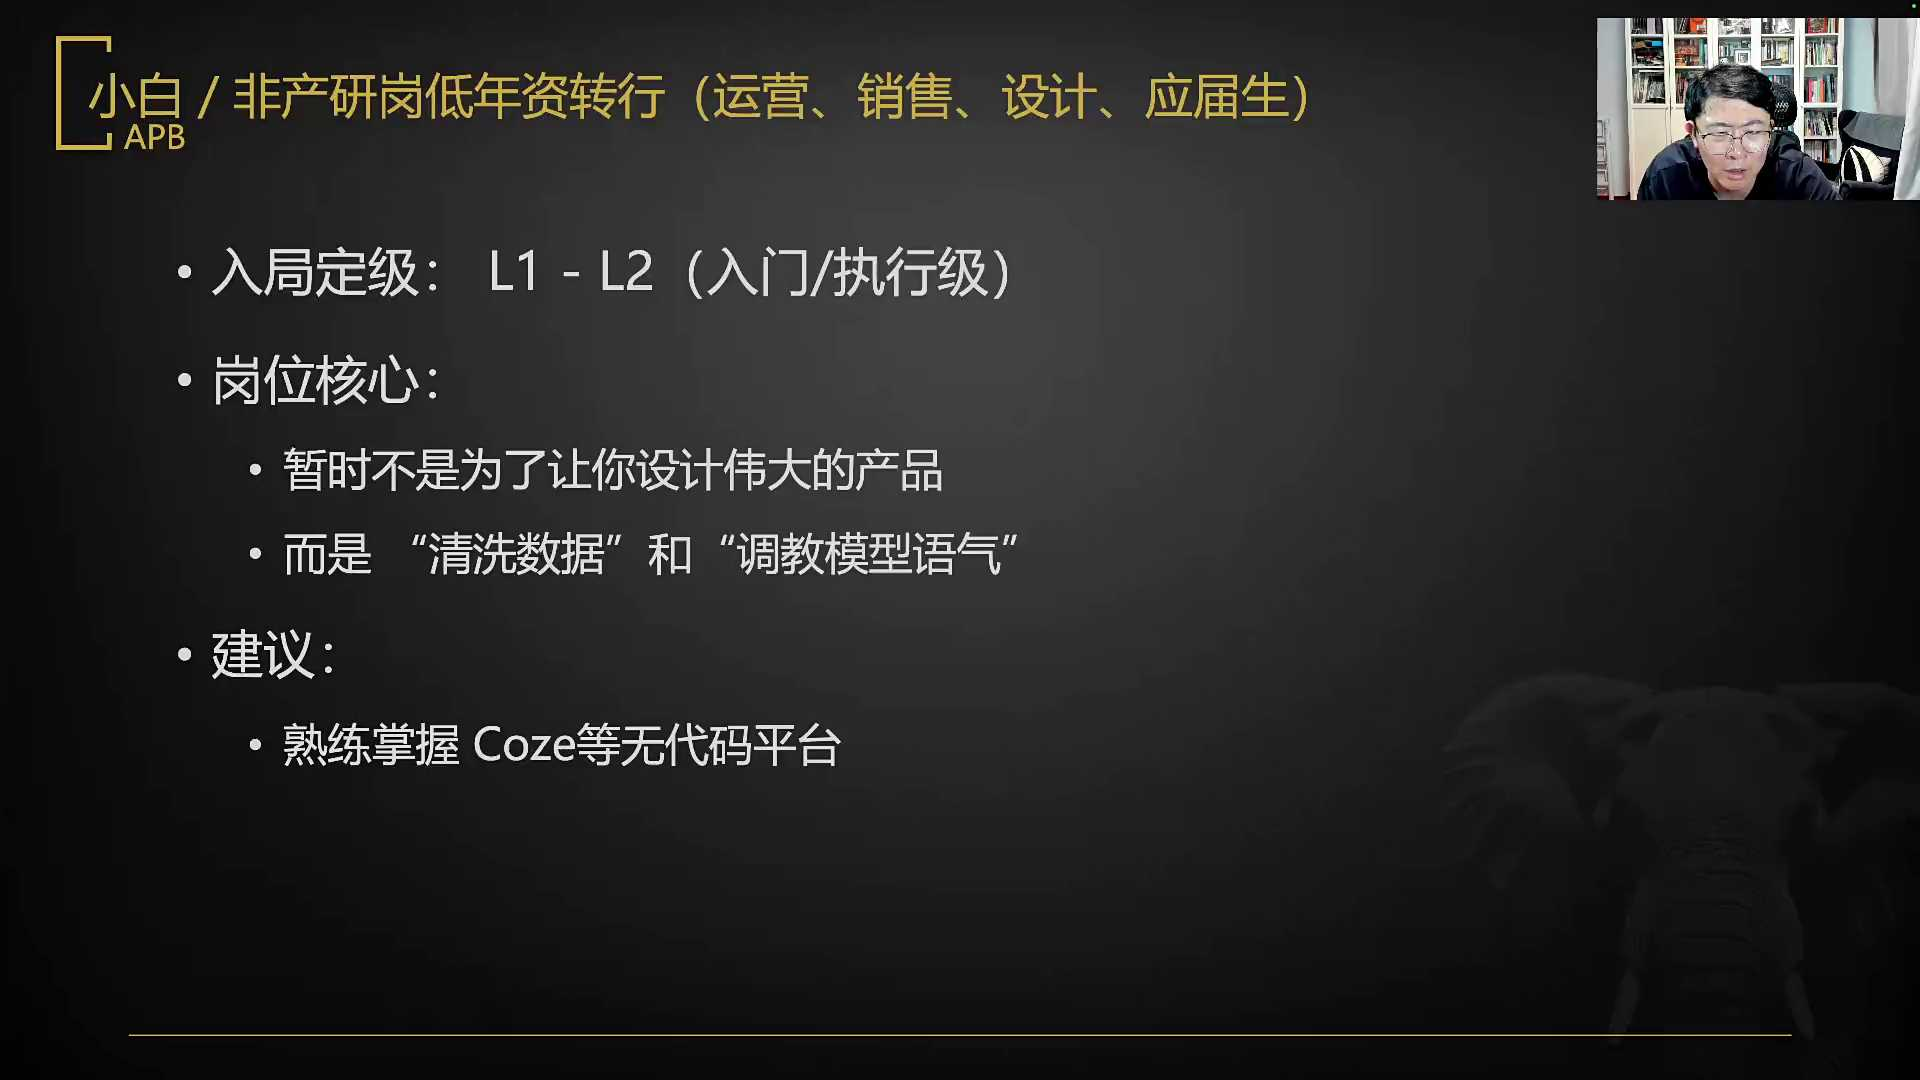 小白 / 非产研岗低年资转行（运营、销售、设计、应届生）
APB
• 入局定级： L1 - L2（入门/执行级）
• 岗位核心：
• 暂时不是为了让你设计伟大的产品
• 而是 “清洗数据”和“调教模型语气”
• 建议：
• 熟练掌握 Coze等无代码平台